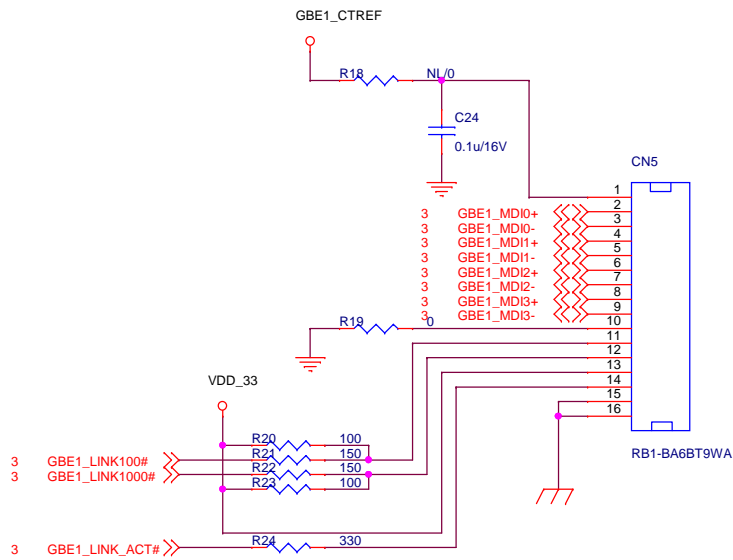 GBE1_CTREF
R18 NL/0
C24
0.1u/16V
CN5
1
3 GBE1_MDI0+ 2
3 GBE1_MDI0- 3
3 GBE1_MDI1+ 4
3 GBE1_MDI1- 5
3 GBE1_MDI2+ 6
3 GBE1_MDI2- 7
3 GBE1_MDI3+ 8
3 GBE1_MDI3- 9
R19 0 10
11
12
VDD_33 13
14
15
16
R20 100
RB1-BA6BT9WA
3 GBE1_LINK100# R21 150
3 GBE1_LINK1000# R22 150
R23 100
3 GBE1_LINK_ACT# R24 330